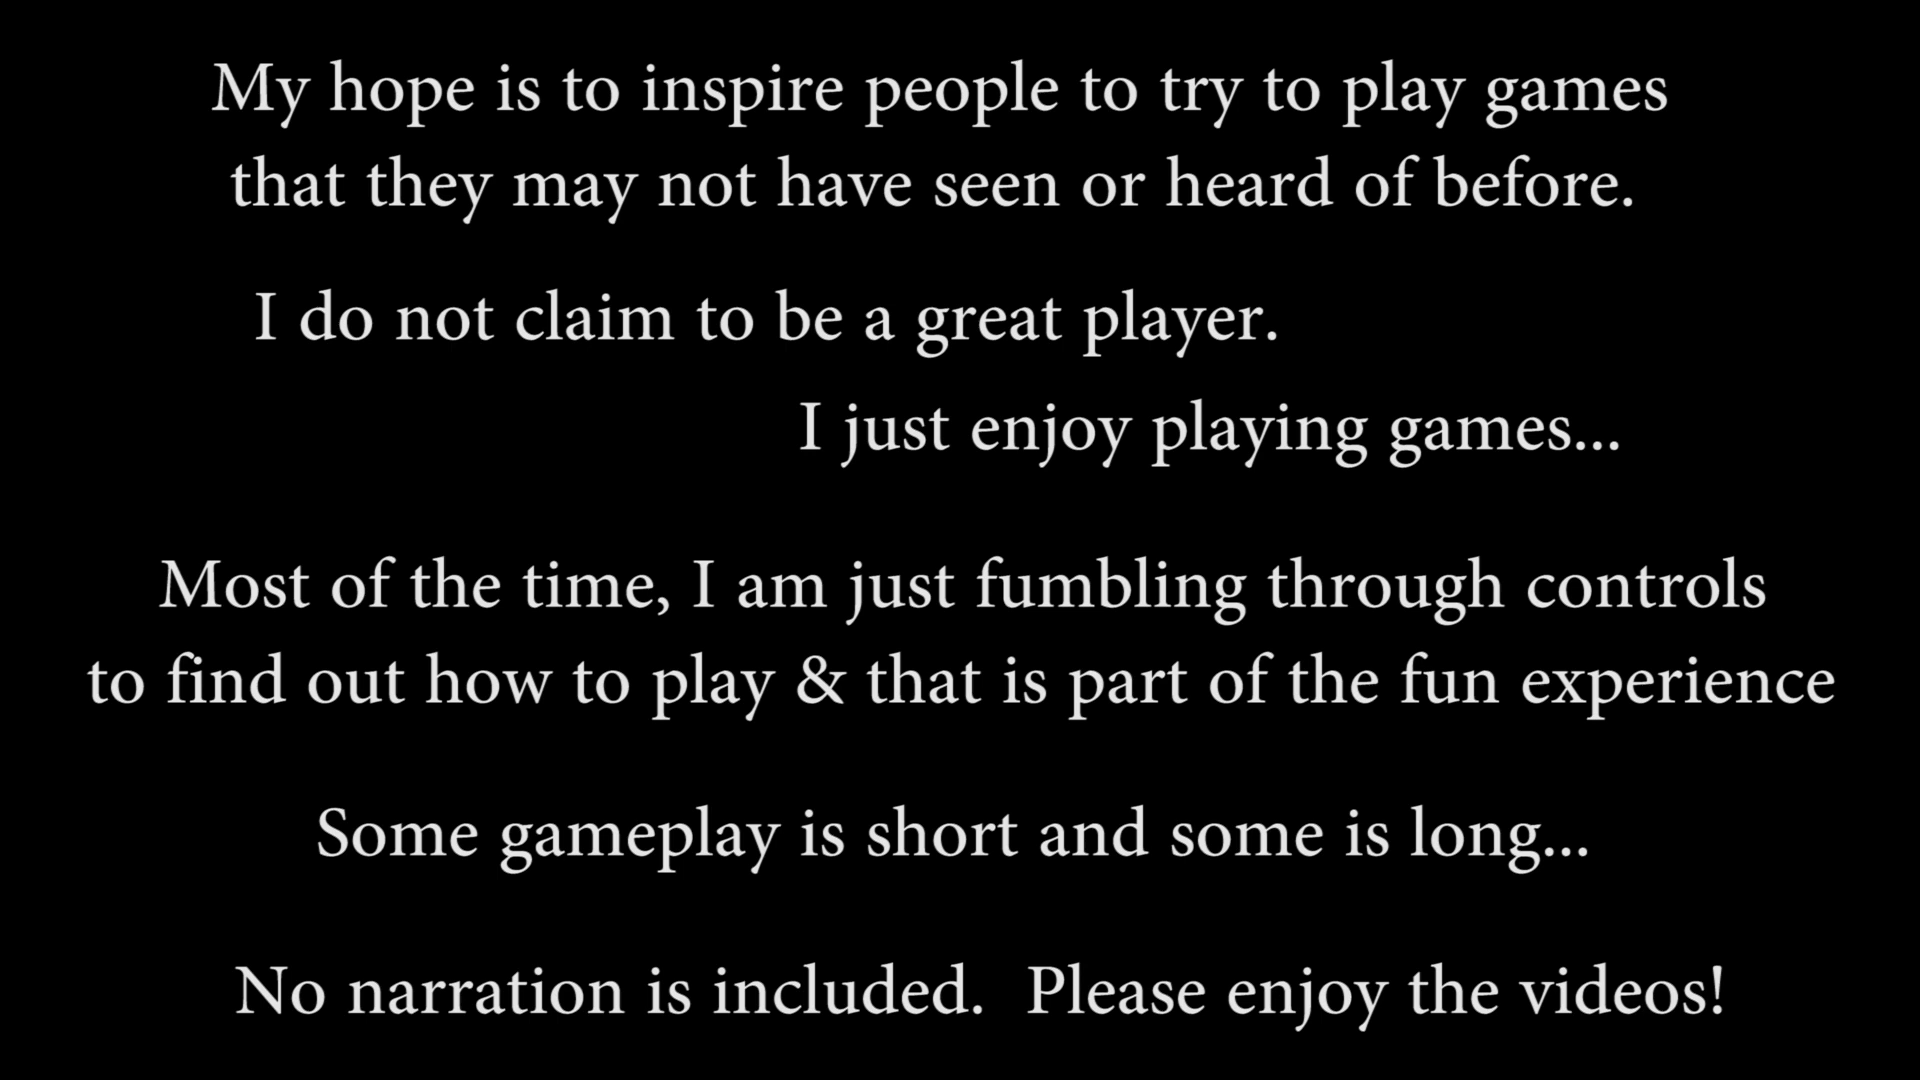 My hope is to inspire people to try to play games
that they may not have seen or heard of before.
I do not claim to be a great player.
I just enjoy playing games...
Most of the time, I am just fumbling through controls
to find out how to play & that is part of the fun experience
Some gameplay is short and some is long...
No narration is included.  Please enjoy the videos!